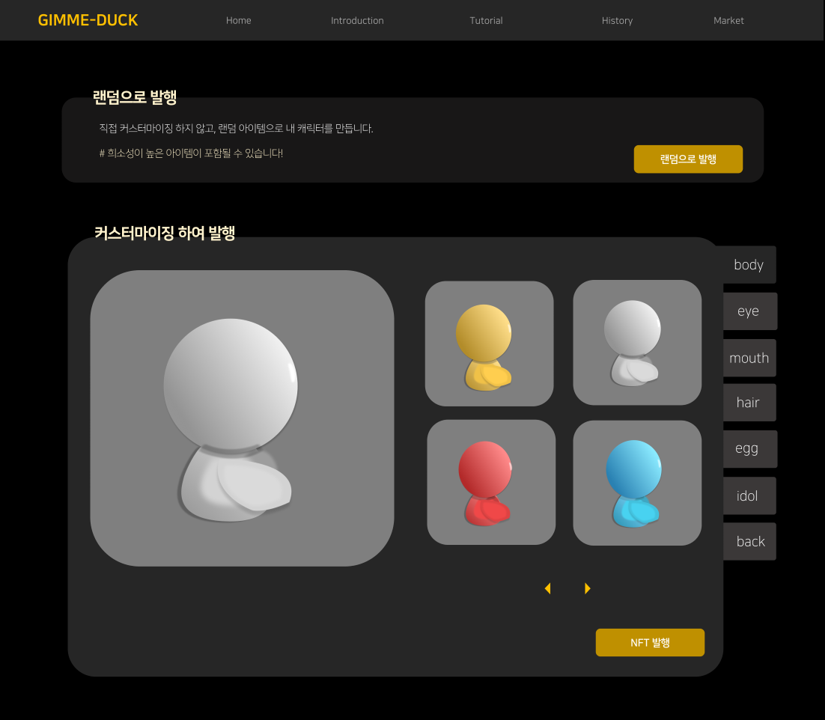 GIMME-DUCK
Home
Introduction
Tutorial
History
Market
랜덤으로 발행
직접 커스터마이징 하지 않고, 랜덤 아이템으로 내 캐릭터를 만듭니다.
# 희소성이 높은 아이템이 포함될 수 있습니다!
랜덤으로 발행
커스터마이징 하여 발행
body
eye
mouth
hair
egg
idol
back
NFT 발행